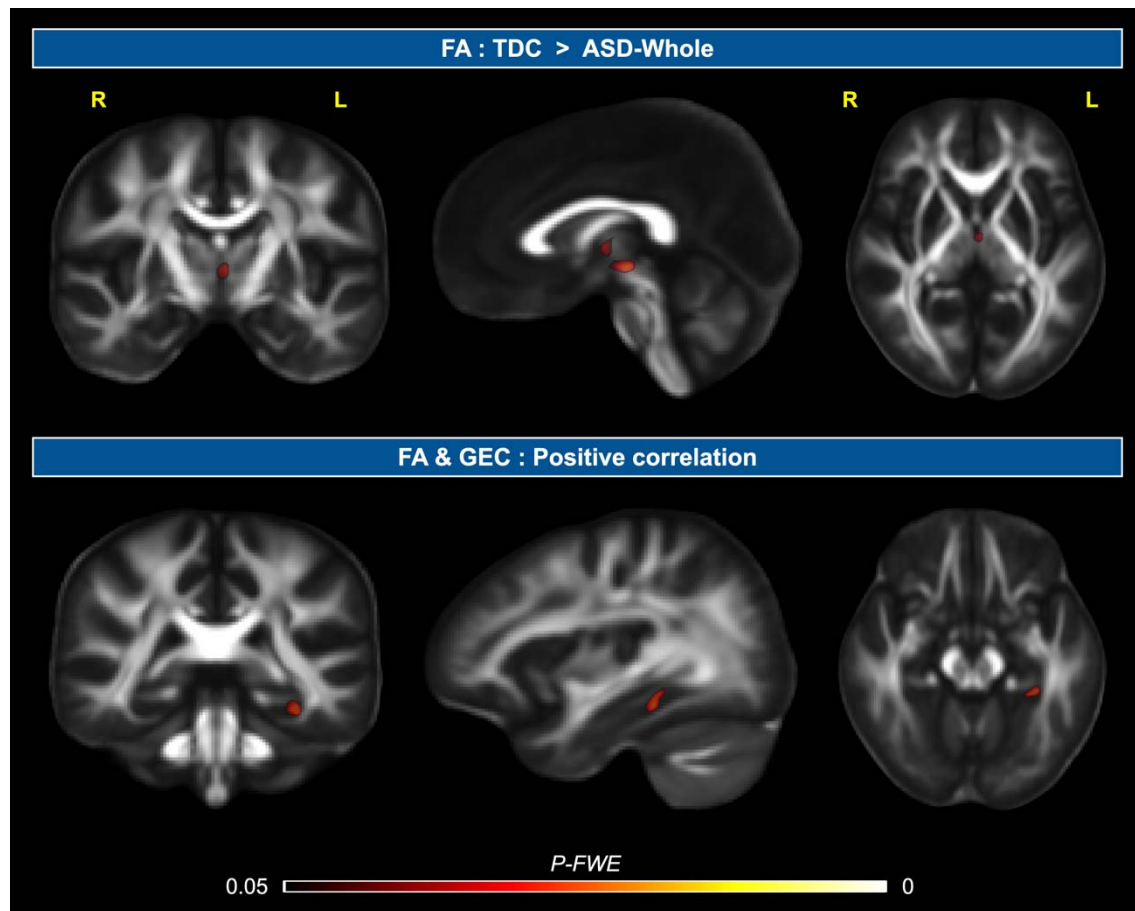 FA : TDC > ASD-Whole
R L R L
FA & GEC : Positive correlation
P-FWE
0.05 0